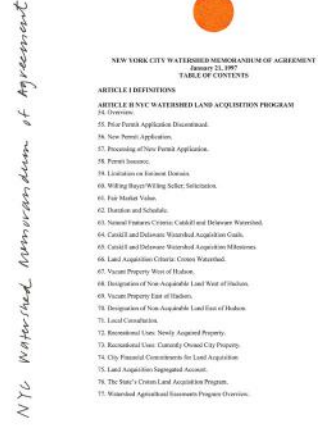 NYC Watershed Memorandum of Agreement
NEW YORK CITY WATERSHED MEMORANDUM OF AGREEMENT
January 21, 1997
TABLE OF CONTENTS
ARTICLE I DEFINITIONS
ARTICLE II NYC WATERSHED LAND ACQUISITION PROGRAM
54. Overview.
55. Prior Permit Application Discontinued.
56. New Permit Application.
57. Processing of New Permit Application.
58. Permit Issuance.
59. Limitation on Eminent Domain.
60. Willing Buyer/Willing Seller; Solicitation.
61. Fair Market Value.
62. Duration and Schedule.
63. Natural Features Criteria: Catskill and Delaware Watershed.
64. Catskill and Delaware Watershed Acquisition Goals.
65. Catskill and Delaware Watershed Acquisition Milestones.
66. Land Acquisition Criteria: Croton Watershed.
67. Vacant Property West of Hudson.
68. Designation of Non-Acquirable Land West of Hudson.
69. Vacant Property East of Hudson.
70. Designation of Non-Acquirable Land East of Hudson.
71. Local Consultation.
72. Recreational Uses: Newly Acquired Property.
73. Recreational Uses: Currently Owned City Property.
74. City Financial Commitments for Land Acquisition.
75. Land Acquisition Segregated Account.
76. The State's Croton Land Acquisition Program.
77. Watershed Agricultural Easements Program Overview.